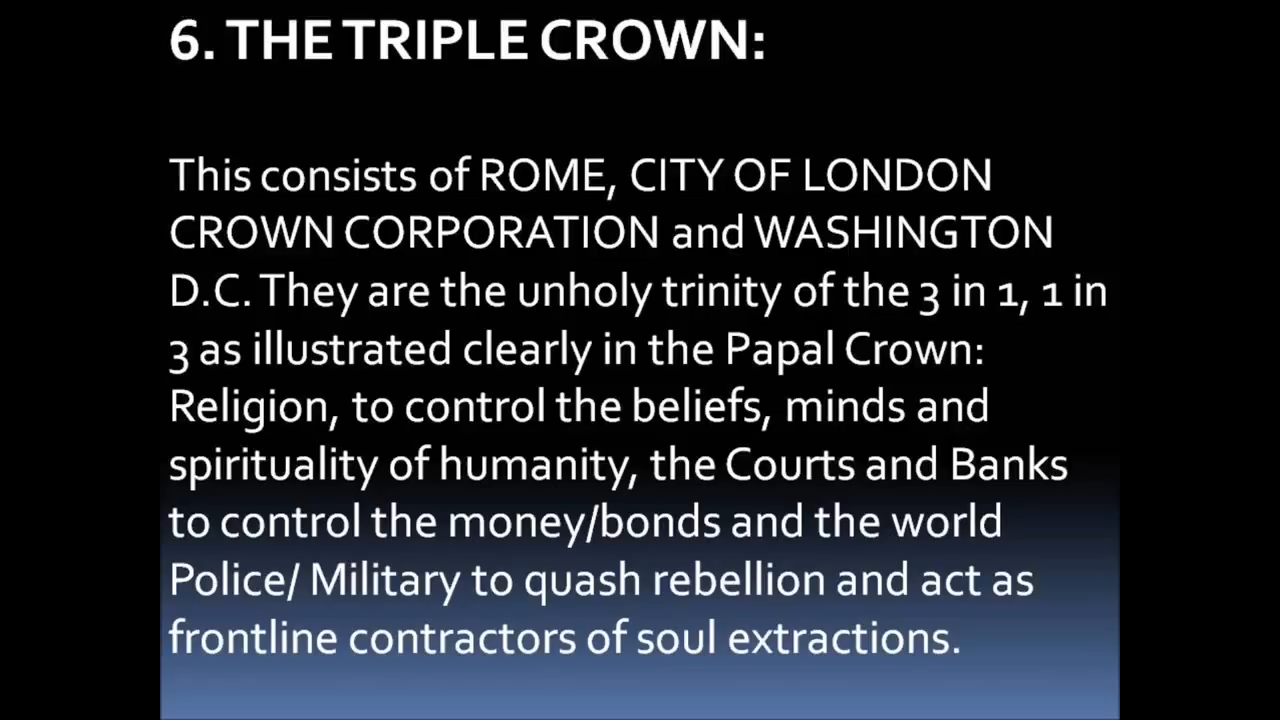 6. THE TRIPLE CROWN:
This consists of ROME, CITY OF LONDON
CROWN CORPORATION and WASHINGTON
D.C. They are the unholy trinity of the 3 in 1, 1 in
3 as illustrated clearly in the Papal Crown:
Religion, to control the beliefs, minds and
spirituality of humanity, the Courts and Banks
to control the money/bonds and the world
Police/ Military to quash rebellion and act as
frontline contractors of soul extractions.